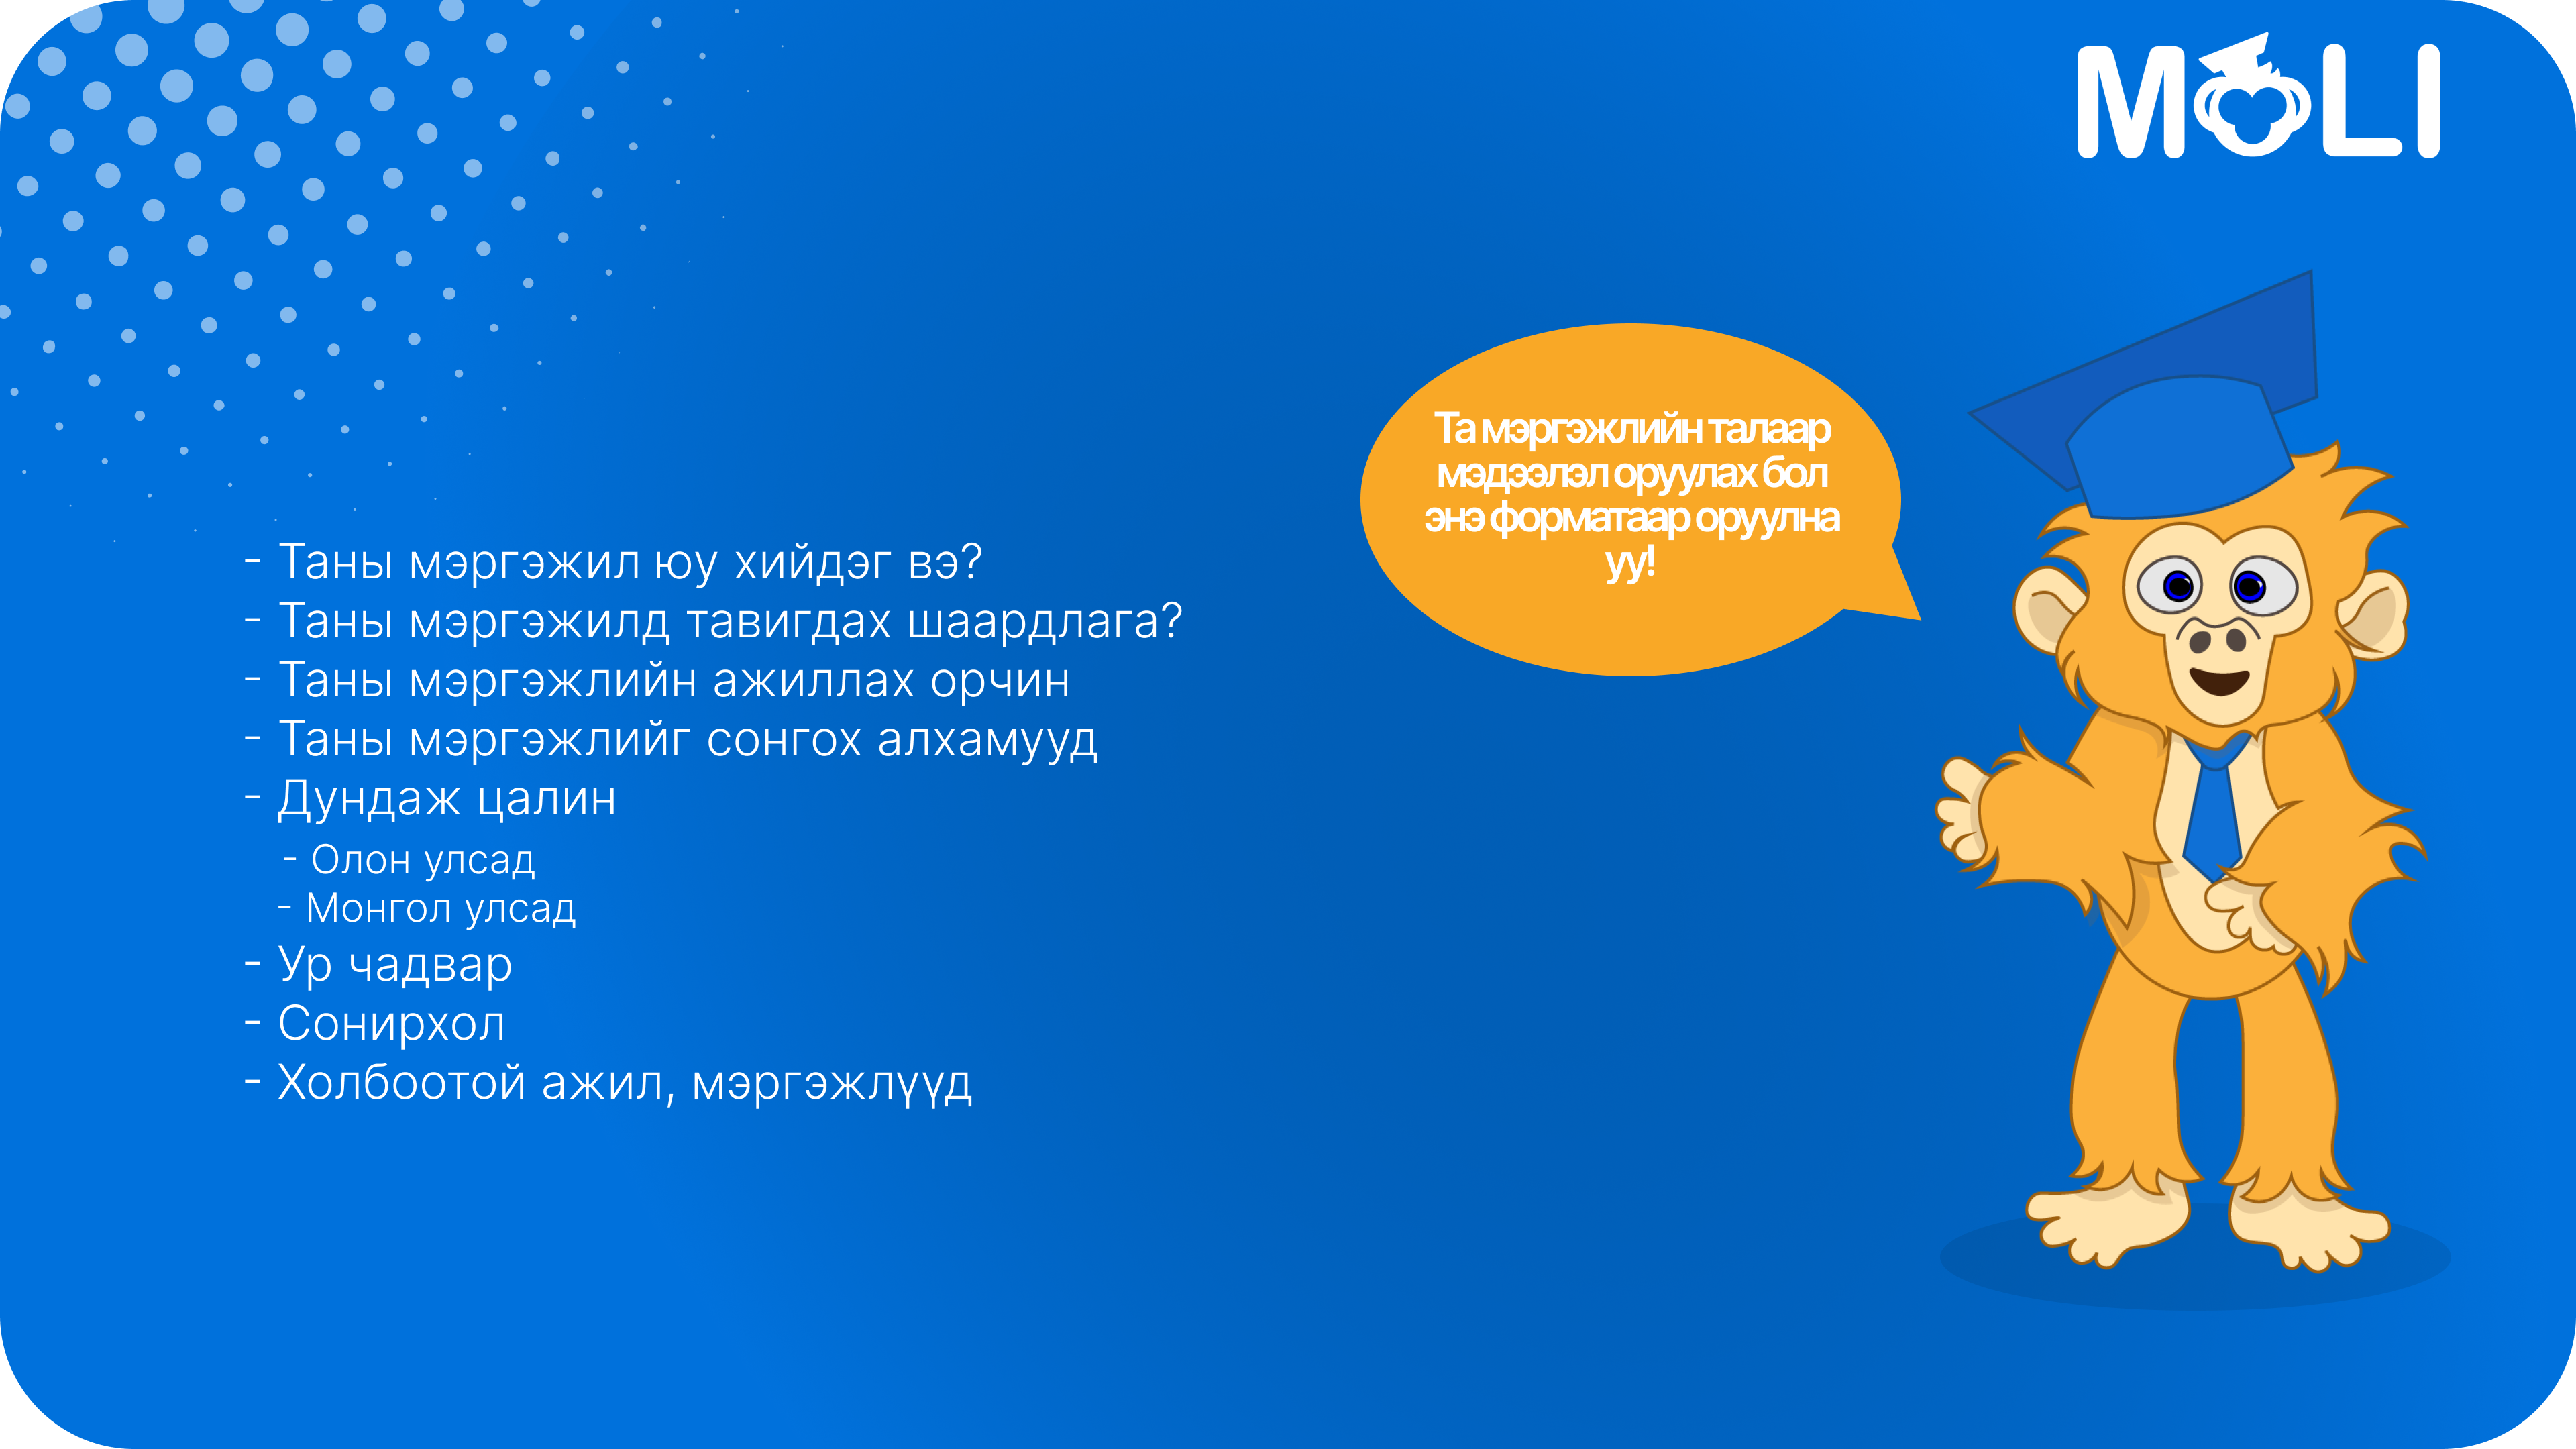 MOLI
Та мэргэжлийн талаар
мэдээлэл оруулах бол
энэ форматаар оруулна
уу!
- Таны мэргэжил юу хийдэг вэ?
- Таны мэргэжилд тавигдах шаардлага?
- Таны мэргэжлийн ажиллах орчин
- Таны мэргэжлийг сонгох алхамууд
- Дундаж цалин
- Олон улсад
- Монгол улсад
- Ур чадвар
- Сонирхол
- Холбоотой ажил, мэргэжлүүд